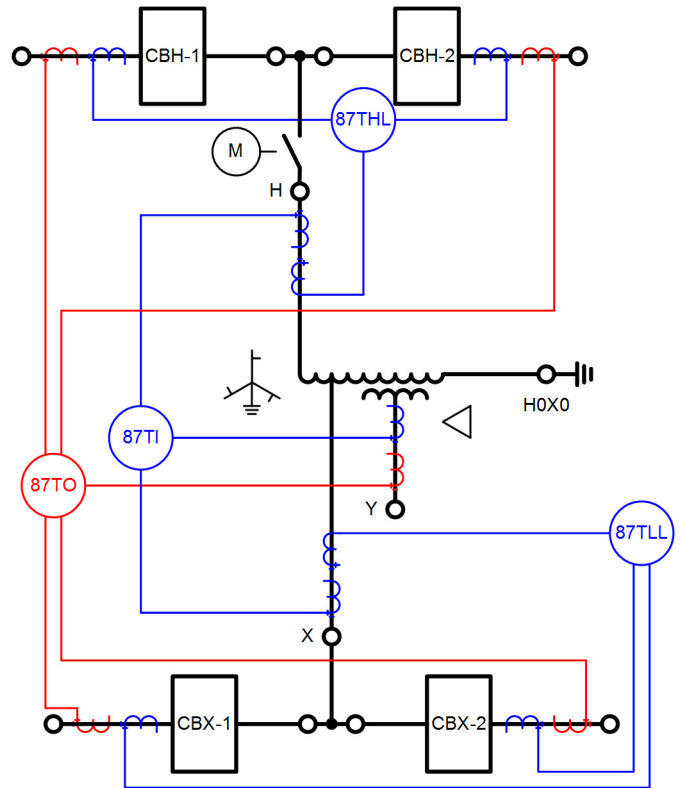 CBH-1
CBH-2
87THL
M
H
H0X0
87TI
87TO
Y
87TLL
X
CBX-1
CBX-2